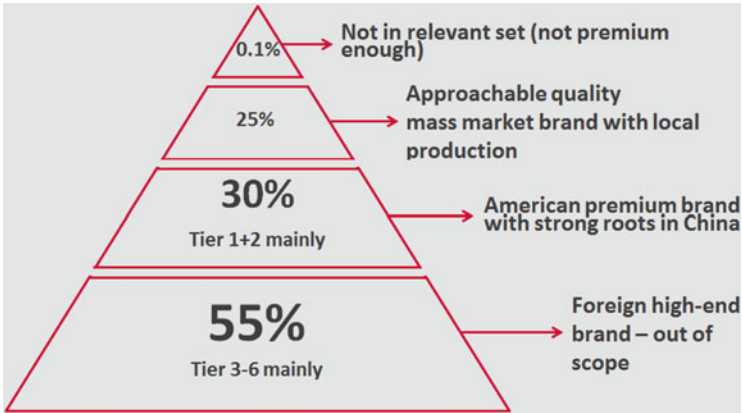 0.1%
Not in relevant set (not premium
enough)
25%
Approachable quality
mass market brand with local
production
30%
Tier 1+2 mainly
American premium brand
with strong roots in China
55%
Tier 3-6 mainly
Foreign high-end
brand – out of
scope